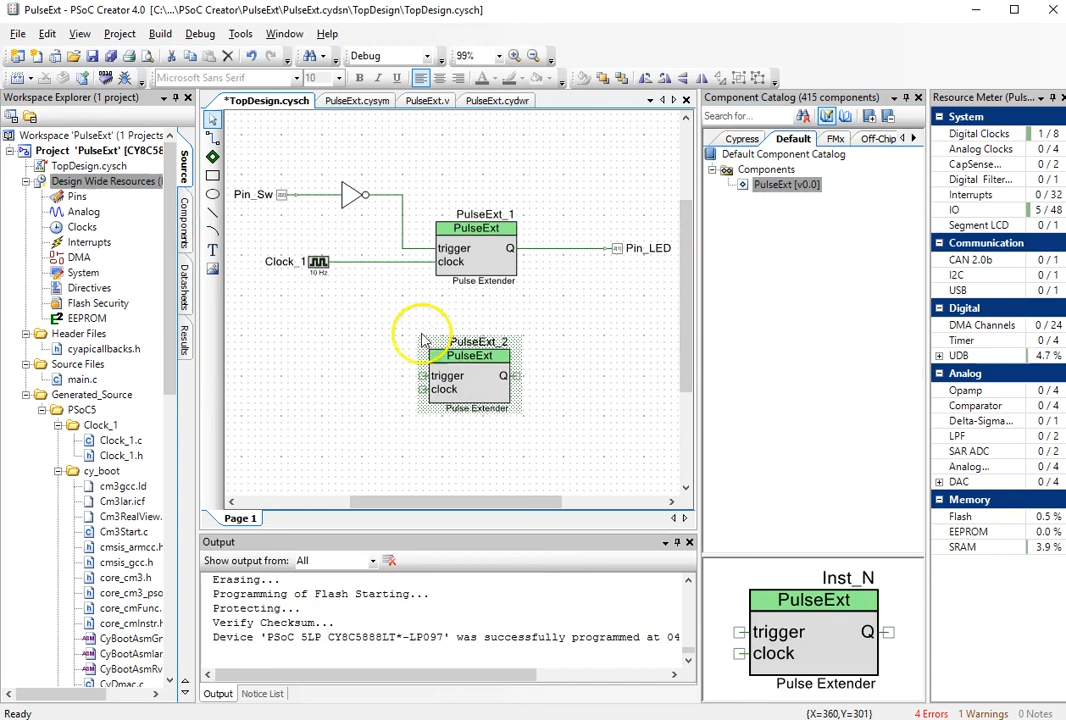 PulseExt - PSoC Creator 4.0 [C:\...\PSoC Creator\PulseExt\PulseExt.cydsn\TopDesign\TopDesign.cysch]
File Edit View Project Build Debug Tools Window Help
Debug 99%
Microsoft Sans Serif 10 B I U
Workspace Explorer (1 project)
Workspace 'PulseExt' (1 Projects
Project 'PulseExt' [CY8C58
TopDesign.cysch
Design Wide Resources (
Pins
Analog
Clocks
Interrupts
DMA
System
Directives
Flash Security
EEPROM
Header Files
cyapicallbacks.h
Source Files
main.c
Generated_Source
PSoC5
Clock_1
Clock_1.c
Clock_1.h
cy_boot
cm3gcc.ld
Cm3Iar.icf
Cm3RealView.
Cm3Start.c
cmsis_armcc.h
cmsis_gcc.h
core_cm3.h
core_cm3_pso
core_cmFunc.
core_cmInstr.h
CyBootAsmGn
CyBootAsmIar
CyBootAsmRv
CyDmac.c
Source
Components
Datasheets
Results
*TopDesign.cysch PulseExt.cysym PulseExt.v PulseExt.cydwr
Pin_Sw
PulseExt_1
PulseExt
trigger Q
clock
Pulse Extender
Pin_LED
Clock_1
10 Hz
PulseExt_2
PulseExt
trigger Q
clock
Pulse Extender
Page 1
Output
Show output from: All
Erasing...
Programming of Flash Starting...
Protecting...
Verify Checksum...
Device 'PSoC 5LP CY8C5888LT*-LP097' was successfully programmed at 04
Output Notice List
Component Catalog (415 components)
Search for...
Cypress Default FMx Off-Chip
Default Component Catalog
Components
PulseExt [v0.0]
Inst_N
PulseExt
trigger Q
clock
Pulse Extender
Resource Meter (Puls...
System
Digital Clocks 1 / 8
Analog Clocks 0 / 4
CapSense... 0 / 2
Digital Filter... 0 / 1
Interrupts 0 / 32
IO 5 / 48
Segment LCD 0 / 1
Communication
CAN 2.0b 0 / 1
I2C 0 / 1
USB 0 / 1
Digital
DMA Channels 0 / 24
Timer 0 / 4
UDB 4.7 %
Analog
Opamp 0 / 4
Comparator 0 / 4
Delta-Sigma... 0 / 1
LPF 0 / 2
SAR ADC 0 / 2
Analog... 0 / 4
DAC 0 / 4
Memory
Flash 0.5 %
EEPROM 0.0 %
SRAM 3.9 %
Ready
{X=360,Y=301} 4 Errors 1 Warnings 0 Notes